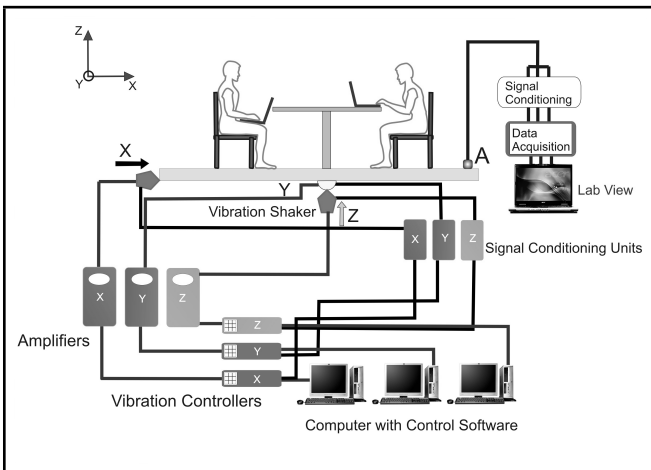 Z
Y
X
X
A
Signal
Conditioning
Data
Acquisition
Lab View
Y
Vibration Shaker
Z
X
Y
Z
Signal Conditioning Units
X
Y
Z
Amplifiers
Z
Y
X
Vibration Controllers
Computer with Control Software